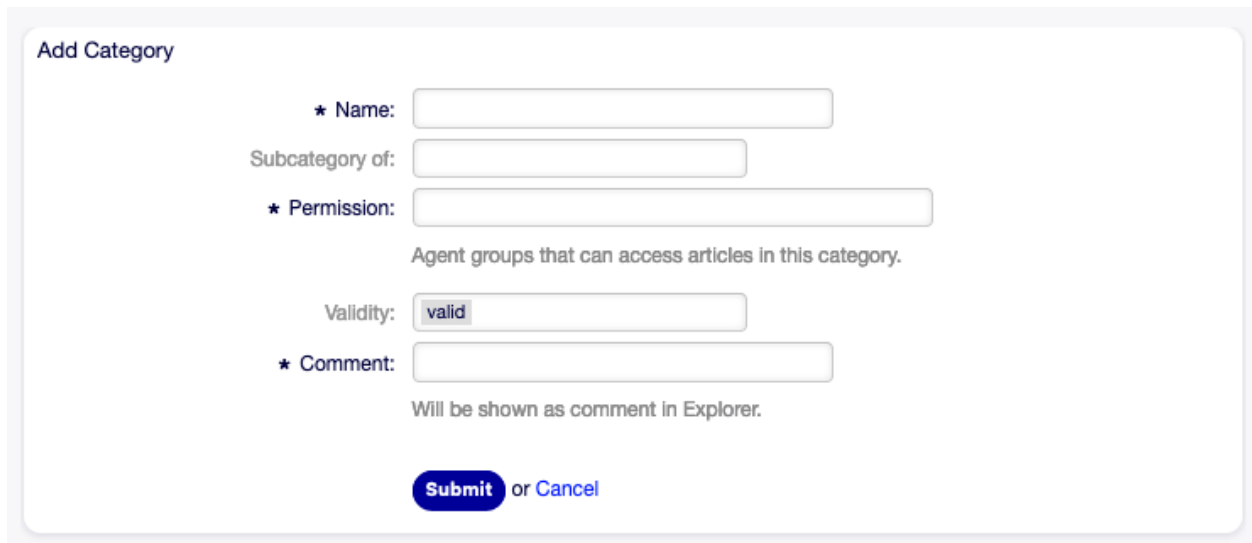 Add Category
★ Name:
Subcategory of:
★ Permission:
Agent groups that can access articles in this category.
Validity: valid
★ Comment:
Will be shown as comment in Explorer.
Submit or Cancel